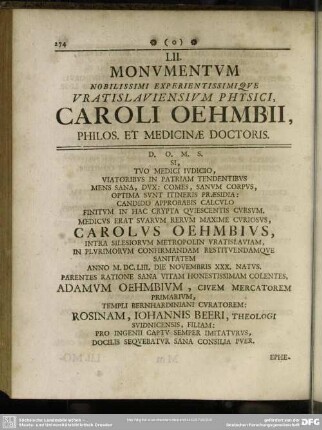 274
❁ ( o ) ❁
LII.
MONVMENTVM
NOBILISSIMI EXPERIENTISSIMIQVE
VRATISLAVIENSIVM PHYSICI,
CAROLI OEHMBII,
PHILOS. ET MEDICINÆ DOCTORIS.
D. O. M. S.
SI,
TVO MEDICI IVDICIO,
VIATORIBVS IN PATRIAM TENDENTIBVS
MENS SANA, DVX: COMES, SANVM CORPVS,
OPTIMA SVNT ITINERIS PRÆSIDIA:
CANDIDO APPROBABIS CALCVLO
FINITVM IN HAC CRYPTA QVIESCENTIS CVRSVM.
MEDICVS ERAT SVARVM RERVM MAXIME CVRIOSVS,
CAROLVS OEHMBIVS,
INTRA SILESIORVM METROPOLIN VRATISLAVIAM,
IN PLVRIMORVM CONFIRMANDAM RESTITVENDAMQVE
SANITATEM
ANNO M. DC.LIII. DIE NOVEMBRIS XXX. NATVS.
PARENTES RATIONE SANA VITAM HONESTISSIMAM COLENTES,
ADAMVM OEHMBIVM, CIVEM MERCATOREM
PRIMARIVM,
TEMPLI BERNHARDINIANI CVRATOREM:
ROSINAM, IOHANNIS BEERI, THEOLOGI
SVIDNICENSIS, FILIAM:
PRO INGENII CAPTV SEMPER IMITATVRVS,
DOCILIS SEQVEBATVR SANA CONSILIA PVER.
EPHE-